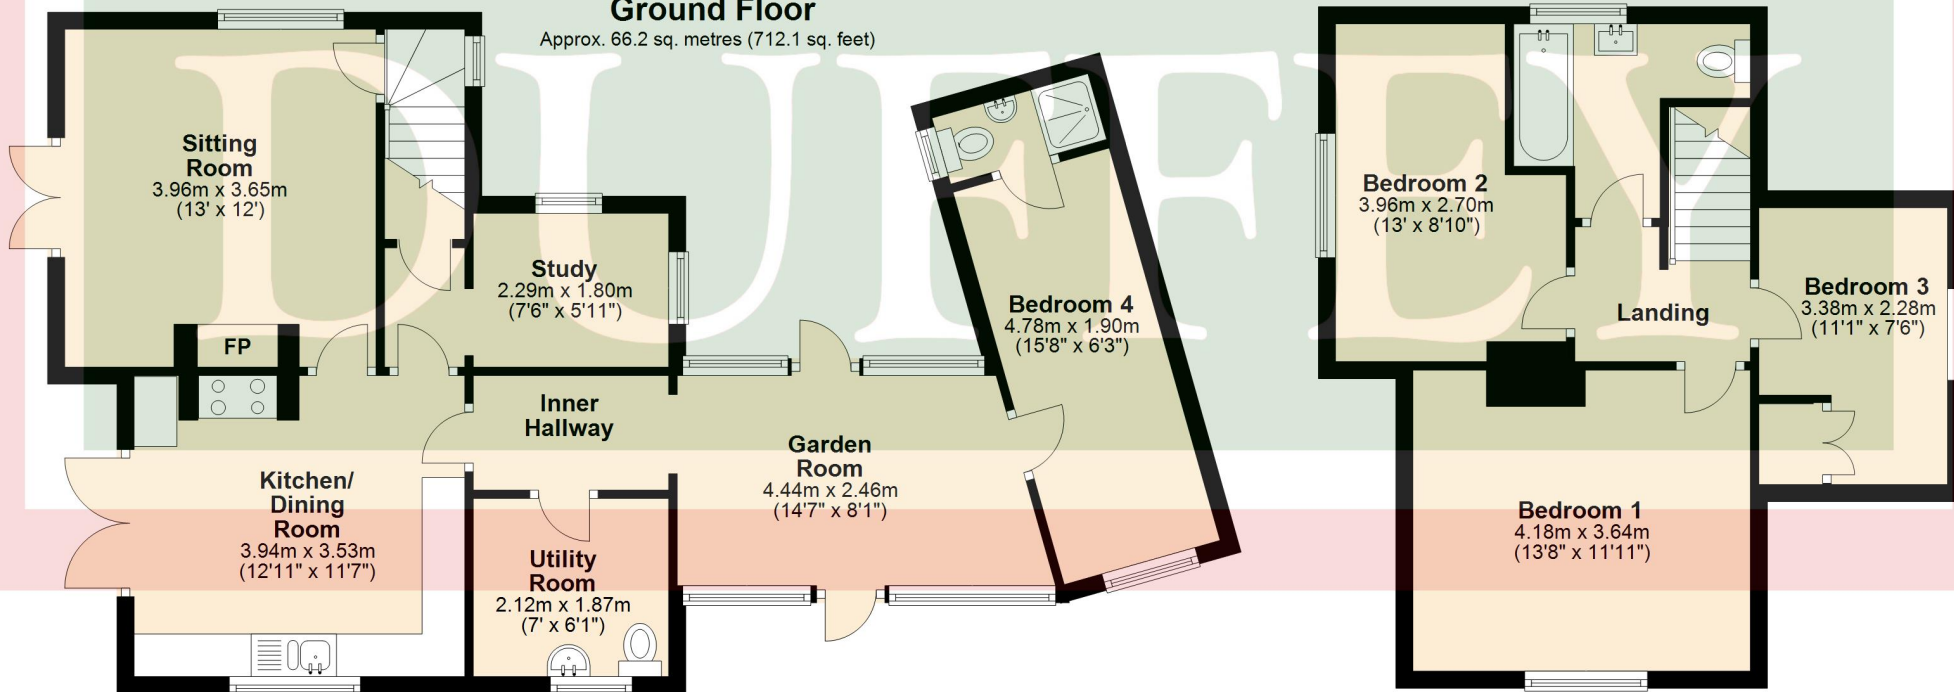 Ground Floor
Approx. 66.2 sq. metres (712.1 sq. feet)
DUFFEY
Sitting
Room
3.96m x 3.65m
(13' x 12')
FP
Study
2.29m x 1.80m
(7'6" x 5'11")
Inner
Hallway
Kitchen/
Dining
Room
3.94m x 3.53m
(12'11" x 11'7")
Utility
Room
2.12m x 1.87m
(7' x 6'1")
Garden
Room
4.44m x 2.46m
(14'7" x 8'1")
Bedroom 4
4.78m x 1.90m
(15'8" x 6'3")
Bedroom 2
3.96m x 2.70m
(13' x 8'10")
Landing
Bedroom 3
3.38m x 2.28m
(11'1" x 7'6")
Bedroom 1
4.18m x 3.64m
(13'8" x 11'11")